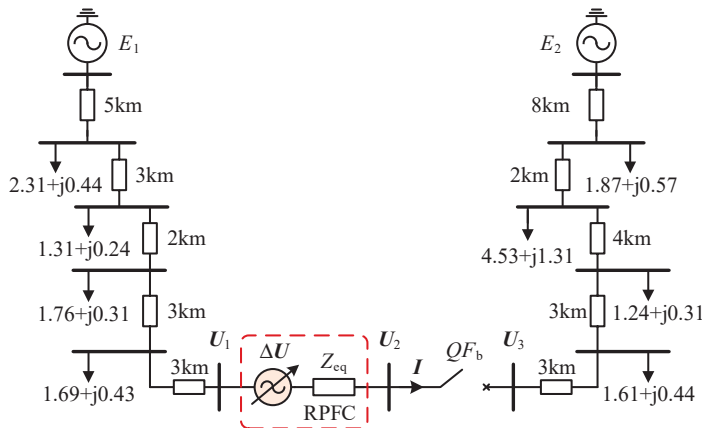 E1
E2
5km
8km
3km
2km
2.31+j0.44
1.87+j0.57
2km
4km
1.31+j0.24
4.53+j1.31
3km
3km
1.76+j0.31
1.24+j0.31
3km
U1
ΔU
Zeq
U2
I
QFb
U3
3km
1.69+j0.43
RPFC
1.61+j0.44